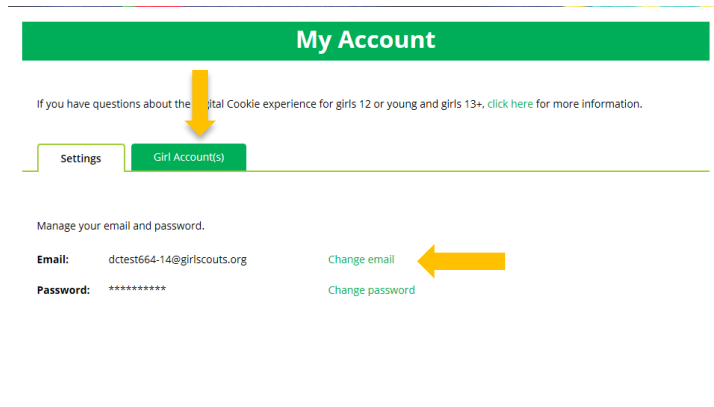 My Account
If you have questions about the ital Cookie experience for girls 12 or young and girls 13+, click here for more information.
Settings
Girl Account(s)
Manage your email and password.
Email: dctest664-14@girlscouts.org Change email
Password: ********** Change password